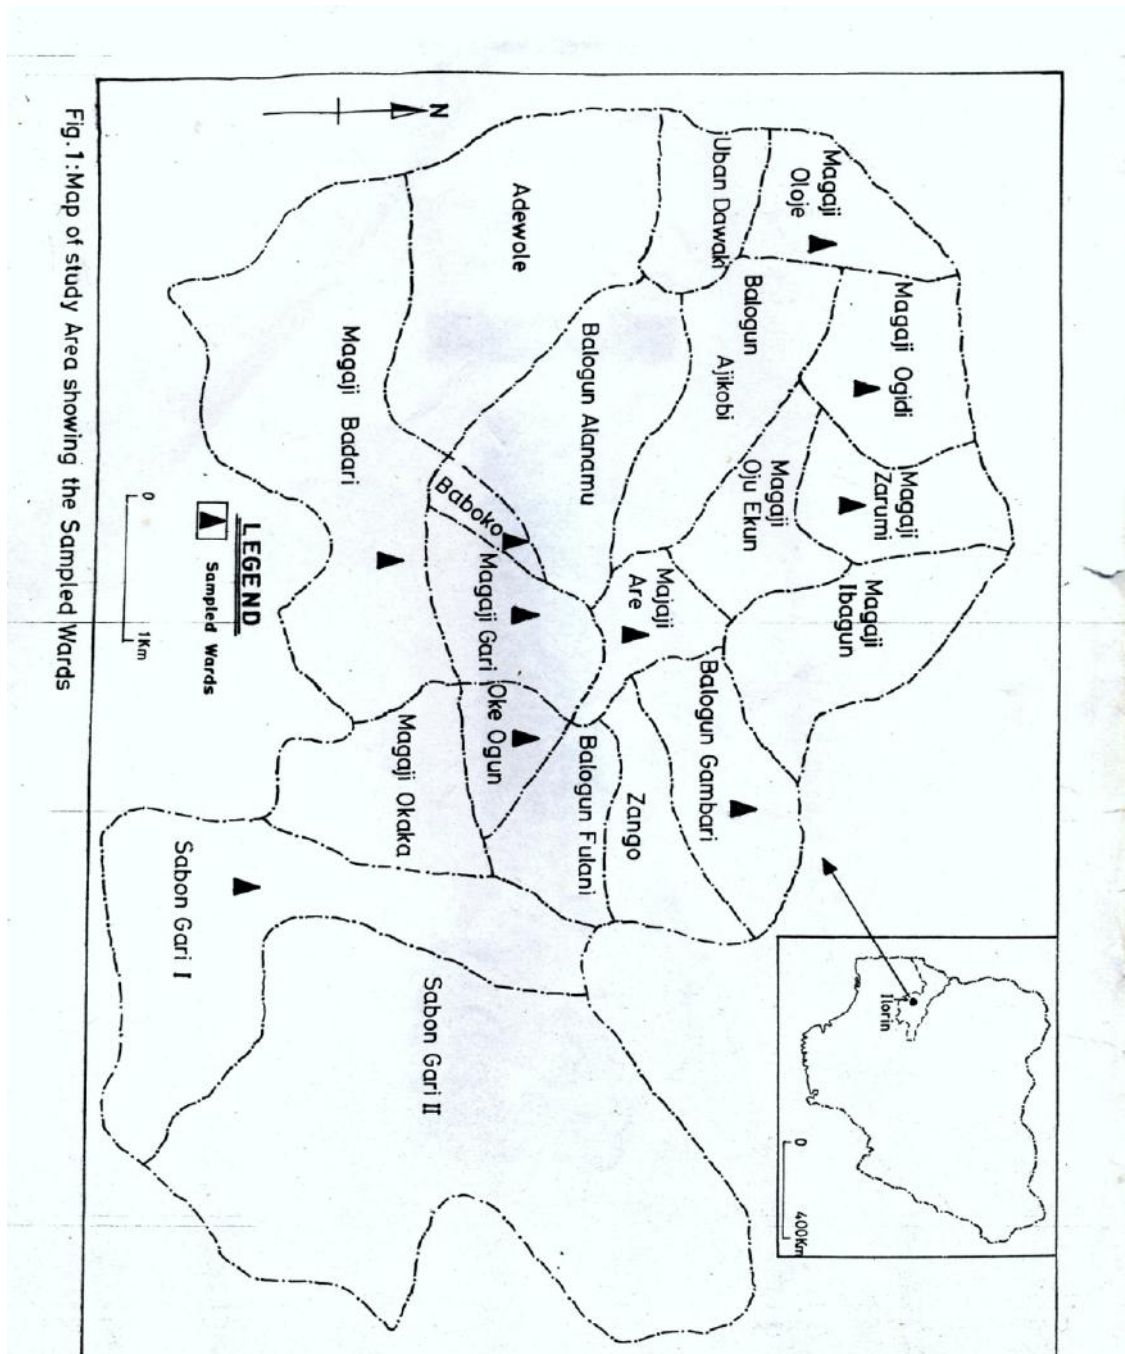 Magaji
Oloje
Magaji Ogidi
Magaji
Zarumi
Magaji
Ibagun
Ilorin
0 400Km
Uban Dawaki
Balogun
Ajikobi
Magaji
Oju Ekun
Majaji
Are
Balogun Gambari
Zango
Adewole
Balogun Alanamu
Balogun Fulani
Baboko
Magaji Gari
Oke Ogun
N
Magaji Badari
Magaji Okaka
Sabon Gari II
Sabon Gari I
LEGEND
Sampled Wards
0 1Km
Fig.1:Map of study Area showing the Sampled Wards